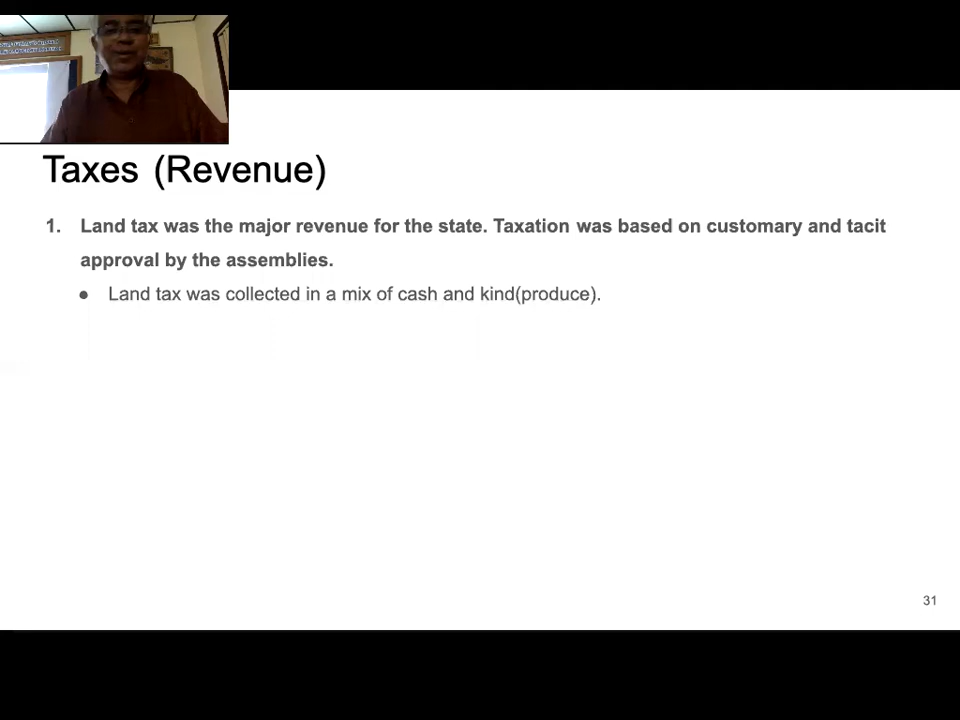 Taxes (Revenue)
1. Land tax was the major revenue for the state. Taxation was based on customary and tacit
approval by the assemblies.
● Land tax was collected in a mix of cash and kind(produce).
31